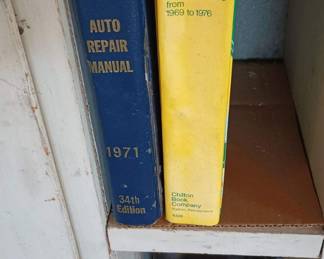 AUTO
REPAIR
MANUAL
1971
34th
Edition
from
1969 to 1976
Chilton
Book
Company